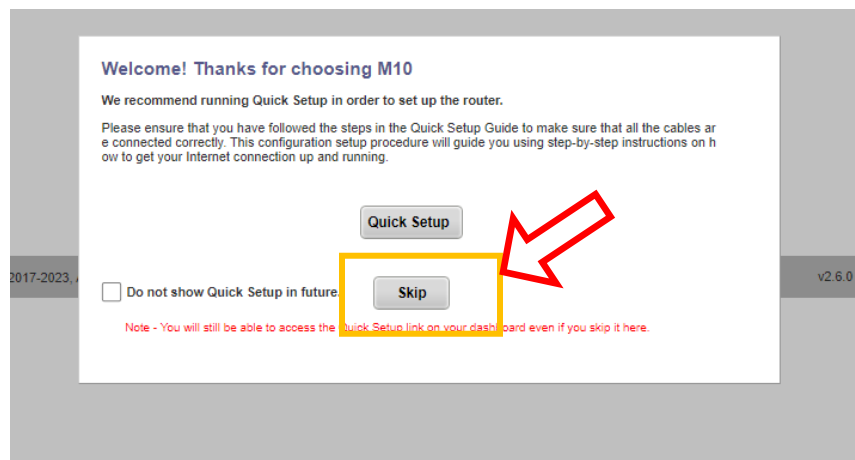 Welcome! Thanks for choosing M10
We recommend running Quick Setup in order to set up the router.
Please ensure that you have followed the steps in the Quick Setup Guide to make sure that all the cables ar
e connected correctly. This configuration setup procedure will guide you using step-by-step instructions on h
ow to get your Internet connection up and running.
Quick Setup
2017-2023,
v2.6.0
Do not show Quick Setup in future.
Skip
Note - You will still be able to access the Quick Setup link on your dashboard even if you skip it here.